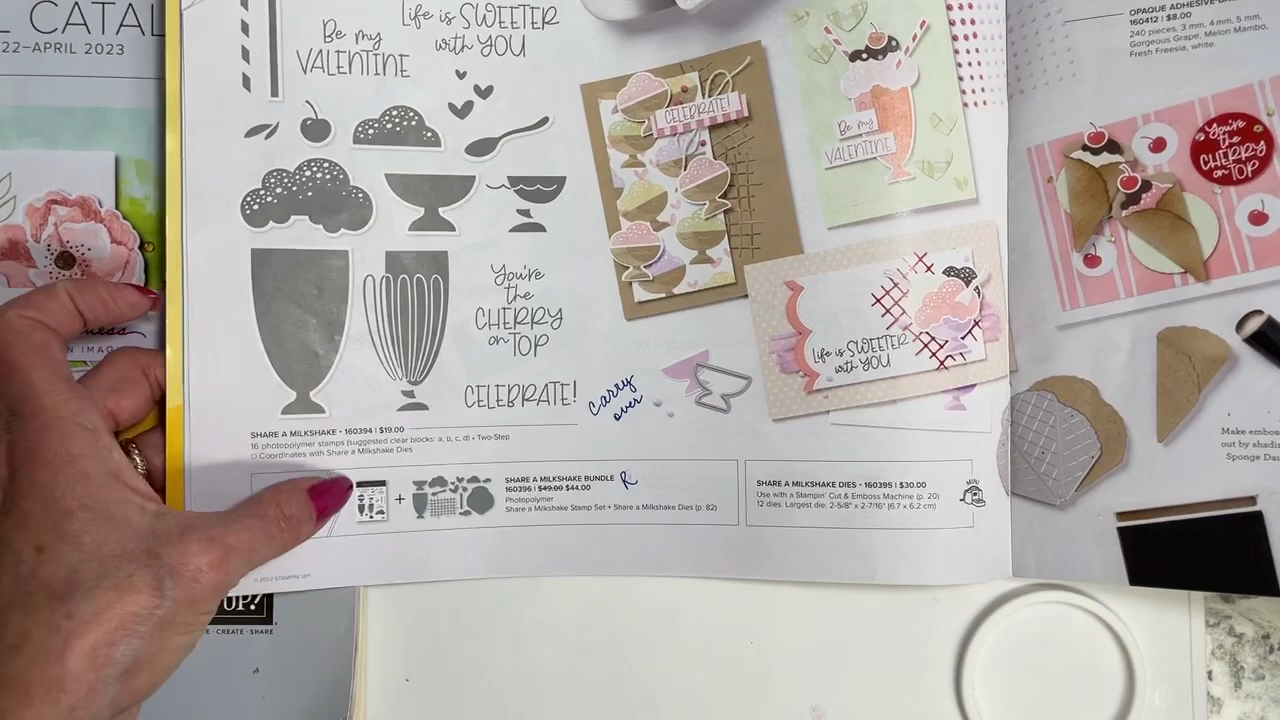 L CATAL
22–APRIL 2023
ness
N IMAGI
UP!
E · CREATE · SHARE
Be my
VALENTINE
Life is SWEETER
with YOU
You're
the
CHERRY
on TOP
CELEBRATE!
carry
over
SHARE A MILKSHAKE • 160394 | $19.00
16 photopolymer stamps (suggested clear blocks: a, b, c, d) • Two-Step
Coordinates with Share a Milkshake Dies
+
SHARE A MILKSHAKE BUNDLE R
160396 | $49.00 $44.00
Photopolymer
Share a Milkshake Stamp Set + Share a Milkshake Dies (p. 82)
SHARE A MILKSHAKE DIES • 160395 | $30.00
Use with a Stampin' Cut & Emboss Machine (p. 20)
12 dies. Largest die: 2-5/8" x 2-7/16" (6.7 x 6.2 cm)
MINI
© 2022 STAMPIN' UP!
CELEBRATE!
Be my
VALENTINE
Life is SWEETER
with YOU
OPAQUE ADHESIVE-BA
160412 | $8.00
240 pieces, 3 mm, 4 mm, 5 mm.
Gorgeous Grape, Melon Mambo,
Fresh Freesia, white.
You're
the
CHERRY
on TOP
Make embos
out by shadin
Sponge Dau